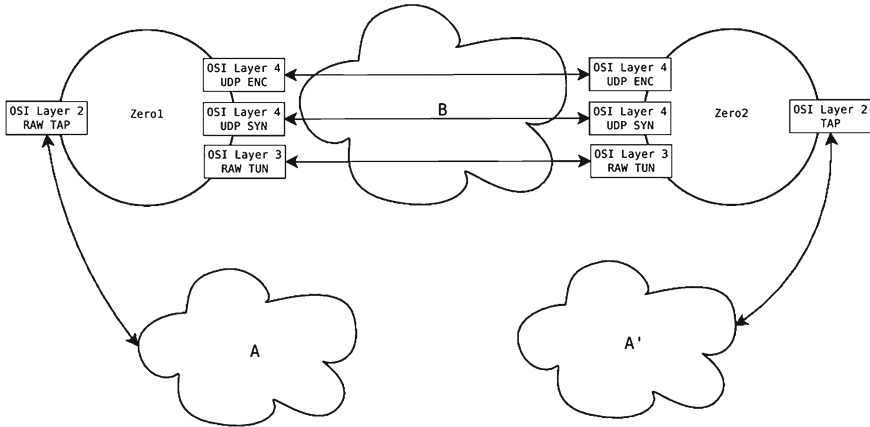 OSI Layer 4
UDP ENC
OSI Layer 4
UDP ENC
OSI Layer 2
RAW TAP
Zero1
OSI Layer 4
UDP SYN
B
OSI Layer 4
UDP SYN
Zero2
OSI Layer 2
TAP
OSI Layer 3
RAW TUN
OSI Layer 3
RAW TUN
A
A'